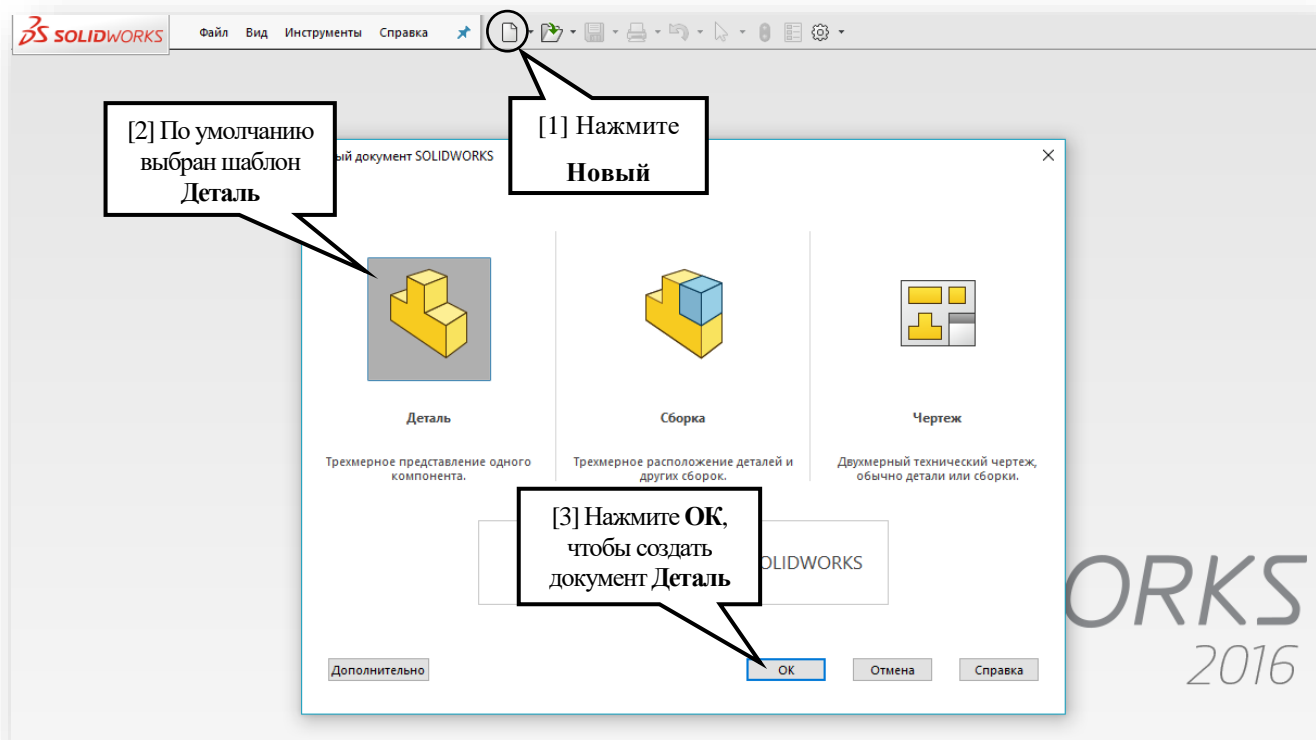 SOLIDWORKS Файл Вид Инструменты Справка
[1] Нажмите
Новый
[2] По умолчанию
выбран шаблон
Деталь
ый документ SOLIDWORKS
Деталь
Трехмерное представление одного
компонента.
Сборка
Трехмерное расположение деталей и
других сборок.
Чертеж
Двухмерный технический чертеж,
обычно детали или сборки.
[3] Нажмите ОК,
чтобы создать
документ Деталь
OLIDWORKS
Дополнительно
OK
Отмена
Справка
ORKS
2016